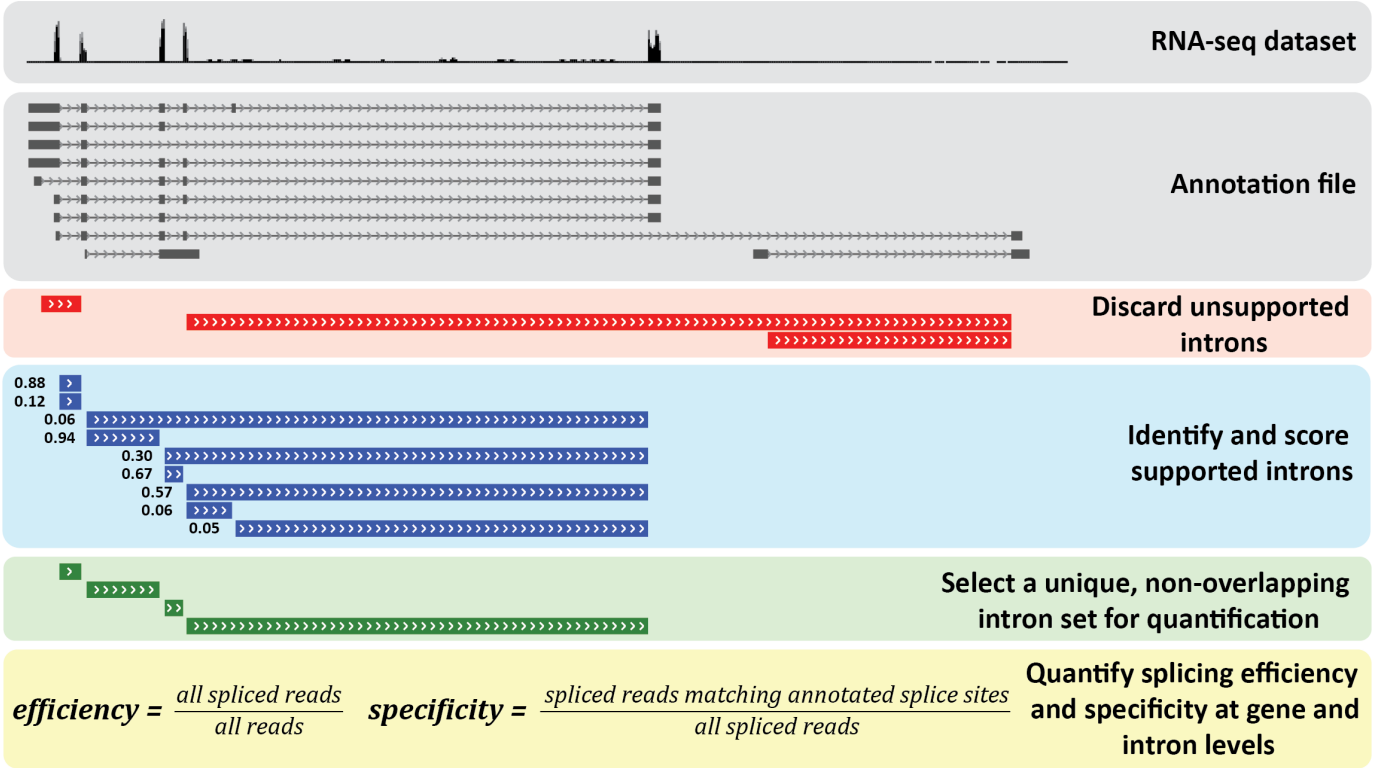 RNA-seq dataset
Annotation file
Discard unsupported
introns
0.88
0.12
0.06
0.94
0.30
0.67
0.57
0.06
0.05
Identify and score
supported introns
Select a unique, non-overlapping
intron set for quantification
efficiency = all spliced reads / all reads
specificity = spliced reads matching annotated splice sites / all spliced reads
Quantify splicing efficiency
and specificity at gene and
intron levels